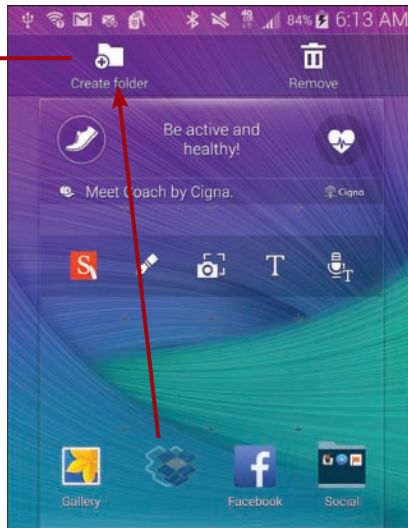 4G 84% 6:13 AM
Create folder Remove
Be active and
healthy!
Meet Coach by Cigna. Cigna
S T T
Gallery Facebook Social